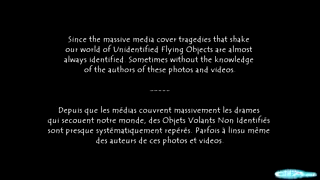 Since the massive media cover tragedies that shake
our world of Unidentified Flying Objects are almost
always identified. Sometimes without the knowledge
of the authors of these photos and videos.
-----
Depuis que les médias couvrent massivement les drames
qui secouent notre monde, des Objets Volants Non Identifiés
sont presque systématiquement repérés. Parfois à linsu même
des auteurs de ces photos et videos